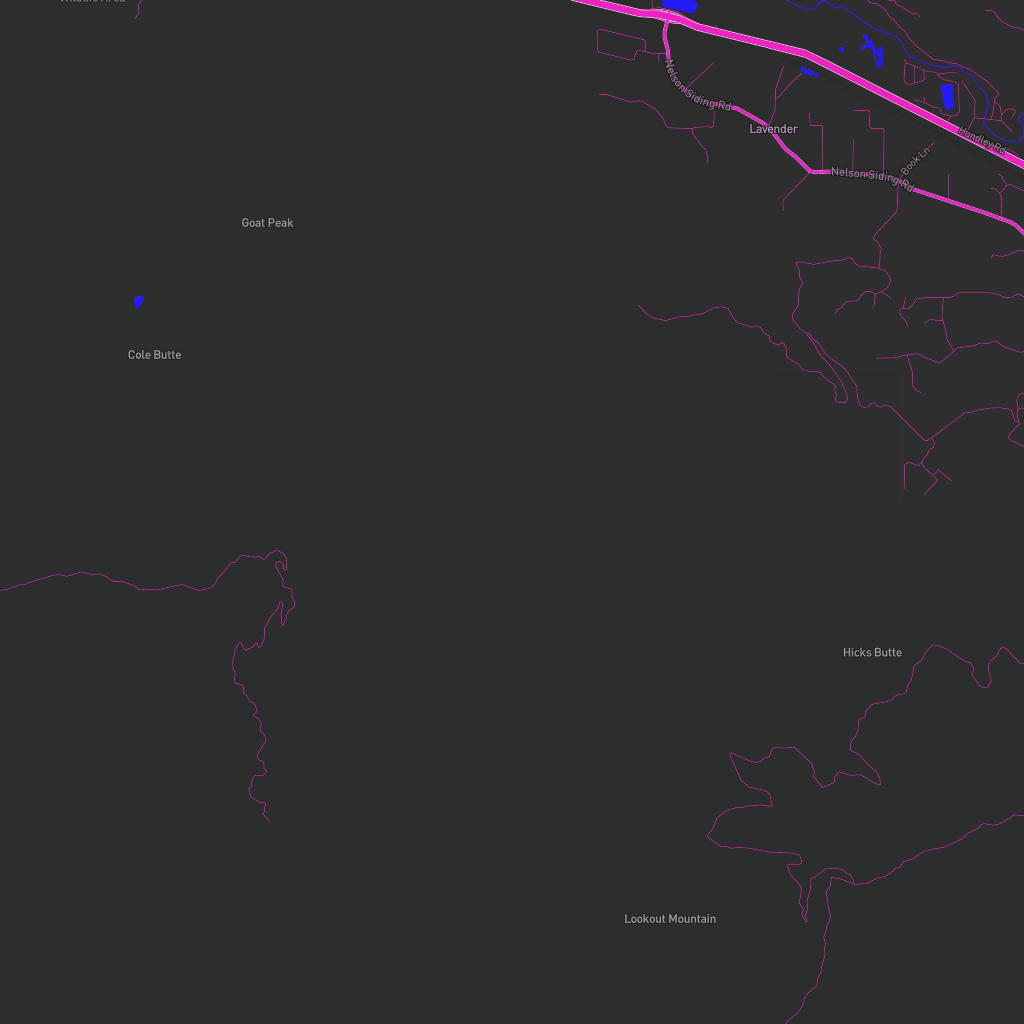 Wildlife Area
Nelson Siding Rd
Lavender
Hundley Rd
Book Ln
Nelson Siding Rd
Goat Peak
Cole Butte
Hicks Butte
Lookout Mountain